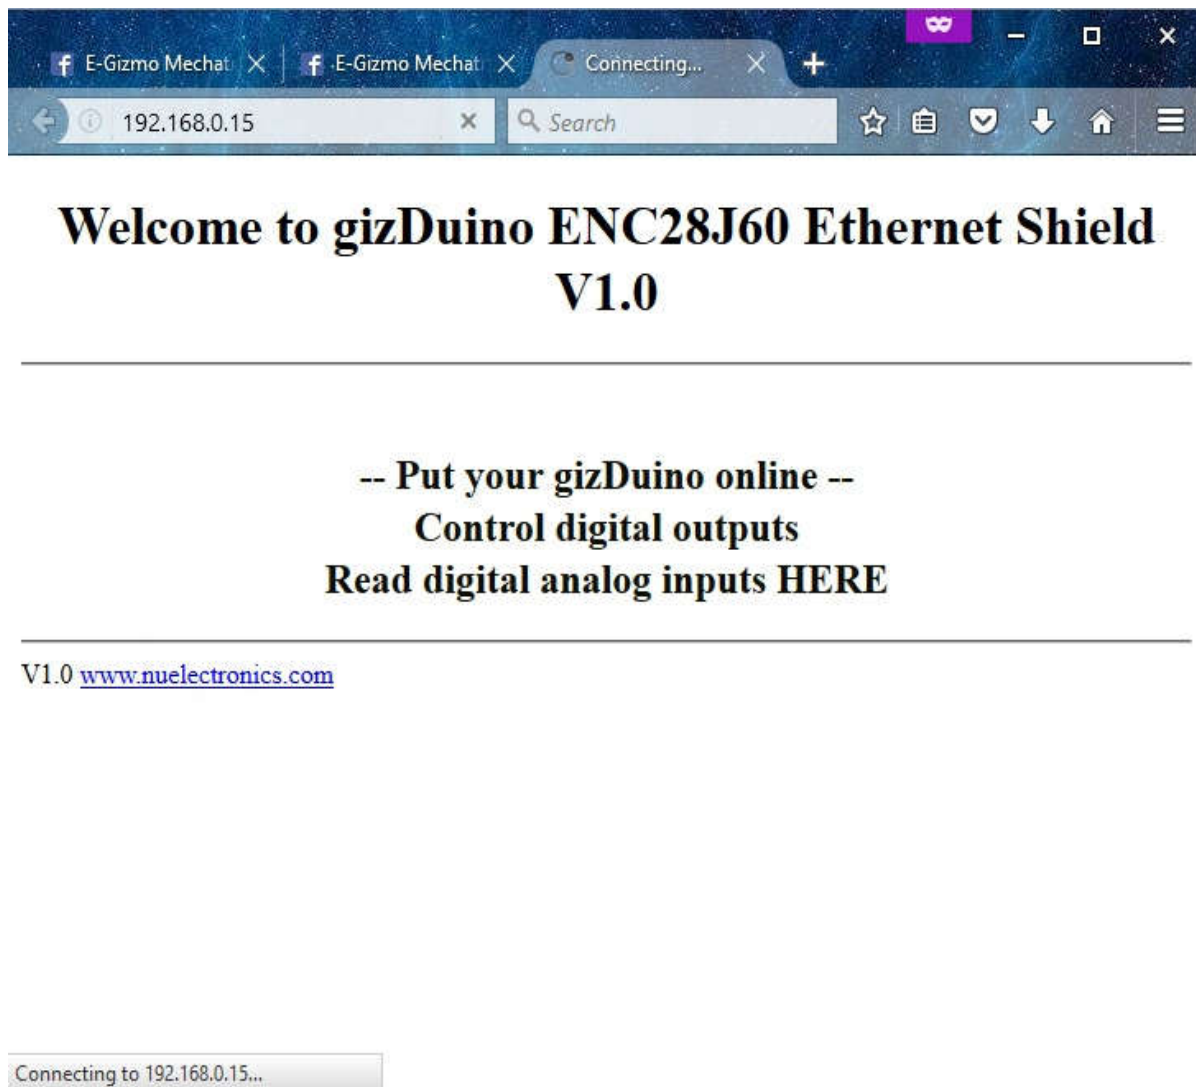 E-Gizmo Mechat
E-Gizmo Mechat
Connecting...
192.168.0.15
Search
Welcome to gizDuino ENC28J60 Ethernet Shield
V1.0
-- Put your gizDuino online --
Control digital outputs
Read digital analog inputs HERE
V1.0 www.nuelectronics.com
Connecting to 192.168.0.15...